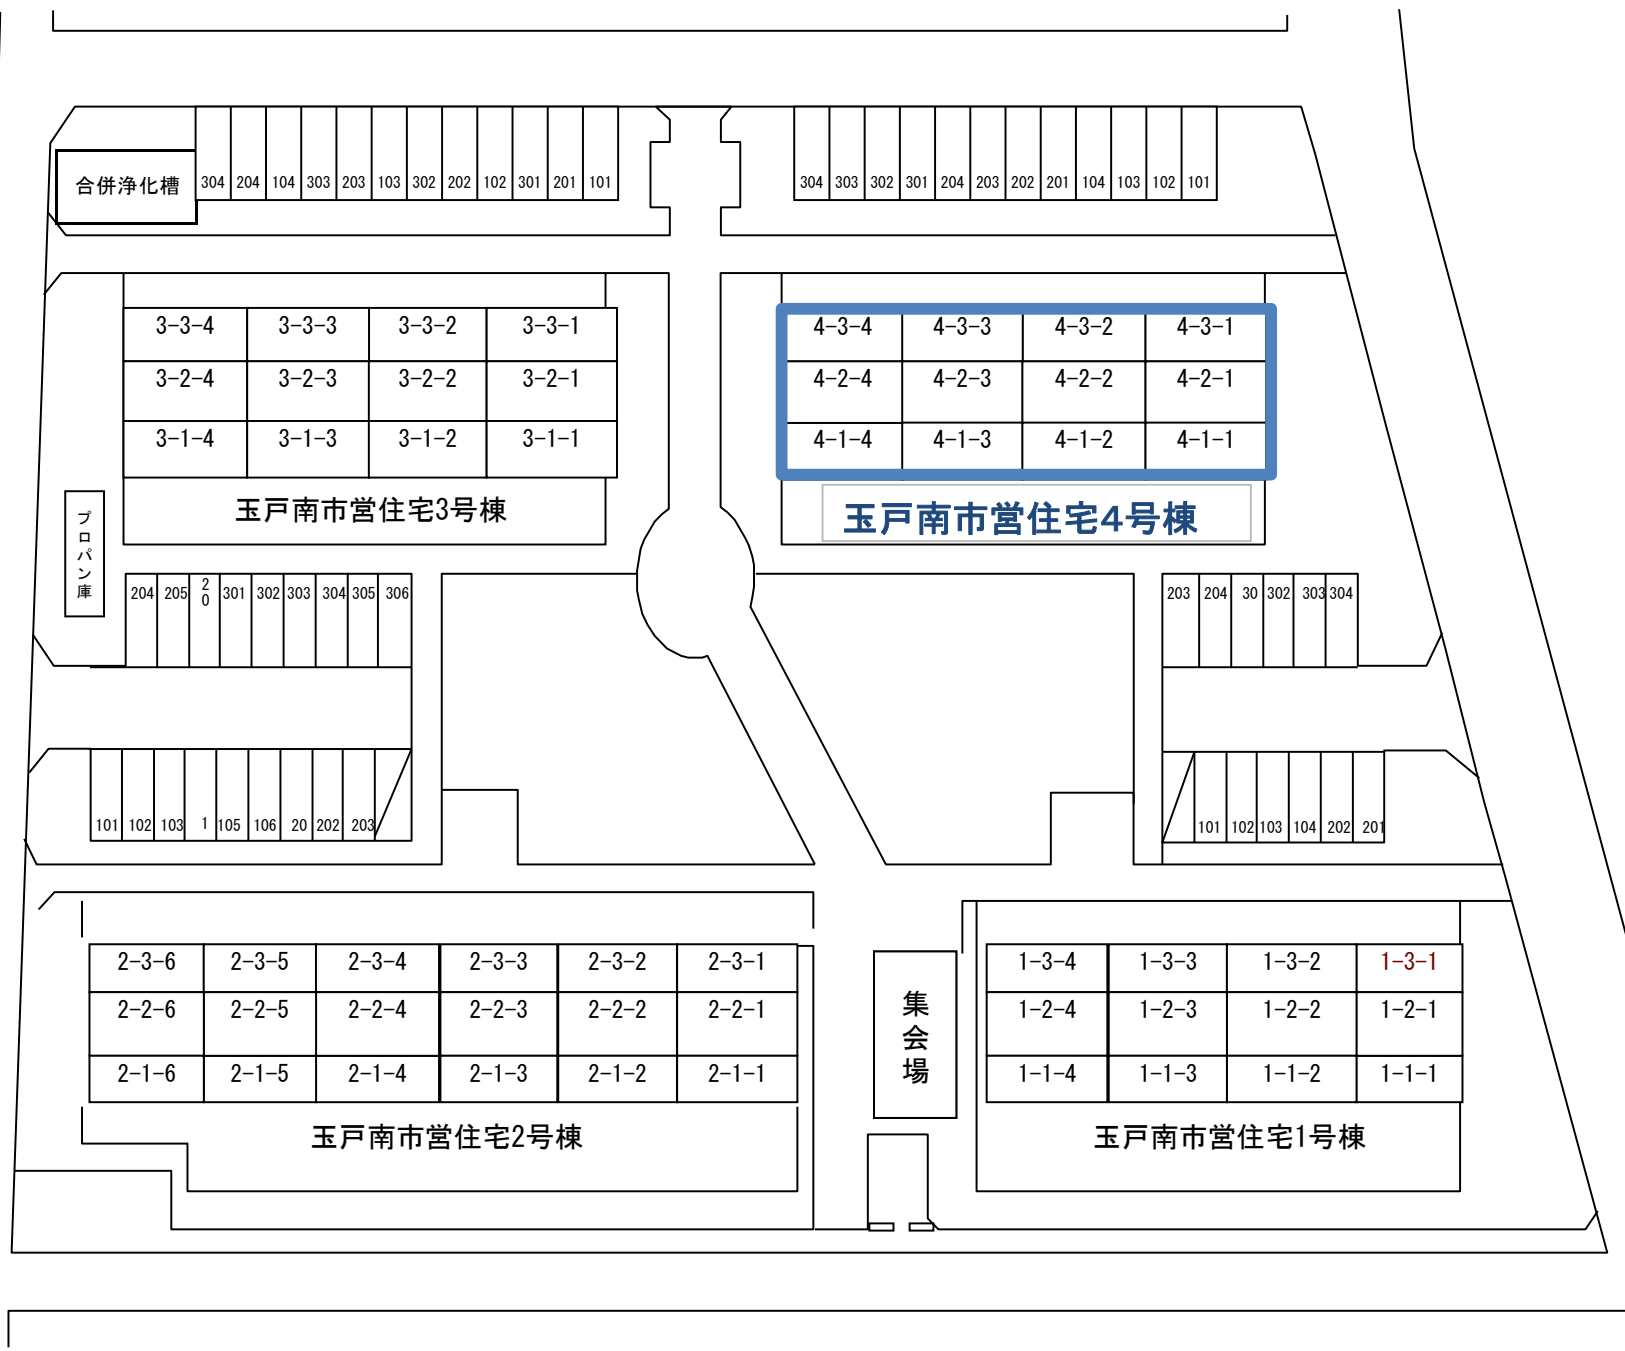 304 204 104 303 203 103 302 202 102 301 201 101
304 303 302 301 204 203 202 201 104 103 102 101
合併浄化槽
3-3-4 3-3-3 3-3-2 3-3-1
3-2-4 3-2-3 3-2-2 3-2-1
3-1-4 3-1-3 3-1-2 3-1-1
玉戸南市営住宅3号棟
4-3-4 4-3-3 4-3-2 4-3-1
4-2-4 4-2-3 4-2-2 4-2-1
4-1-4 4-1-3 4-1-2 4-1-1
玉戸南市営住宅4号棟
プロパン庫
204 205 20 301 302 303 304 305 306
203 204 30 302 303 304
101 102 103 1 105 106 20 202 203
101 102 103 104 202 201
2-3-6 2-3-5 2-3-4 2-3-3 2-3-2 2-3-1
2-2-6 2-2-5 2-2-4 2-2-3 2-2-2 2-2-1
2-1-6 2-1-5 2-1-4 2-1-3 2-1-2 2-1-1
玉戸南市営住宅2号棟
集会場
1-3-4 1-3-3 1-3-2 1-3-1
1-2-4 1-2-3 1-2-2 1-2-1
1-1-4 1-1-3 1-1-2 1-1-1
玉戸南市営住宅1号棟